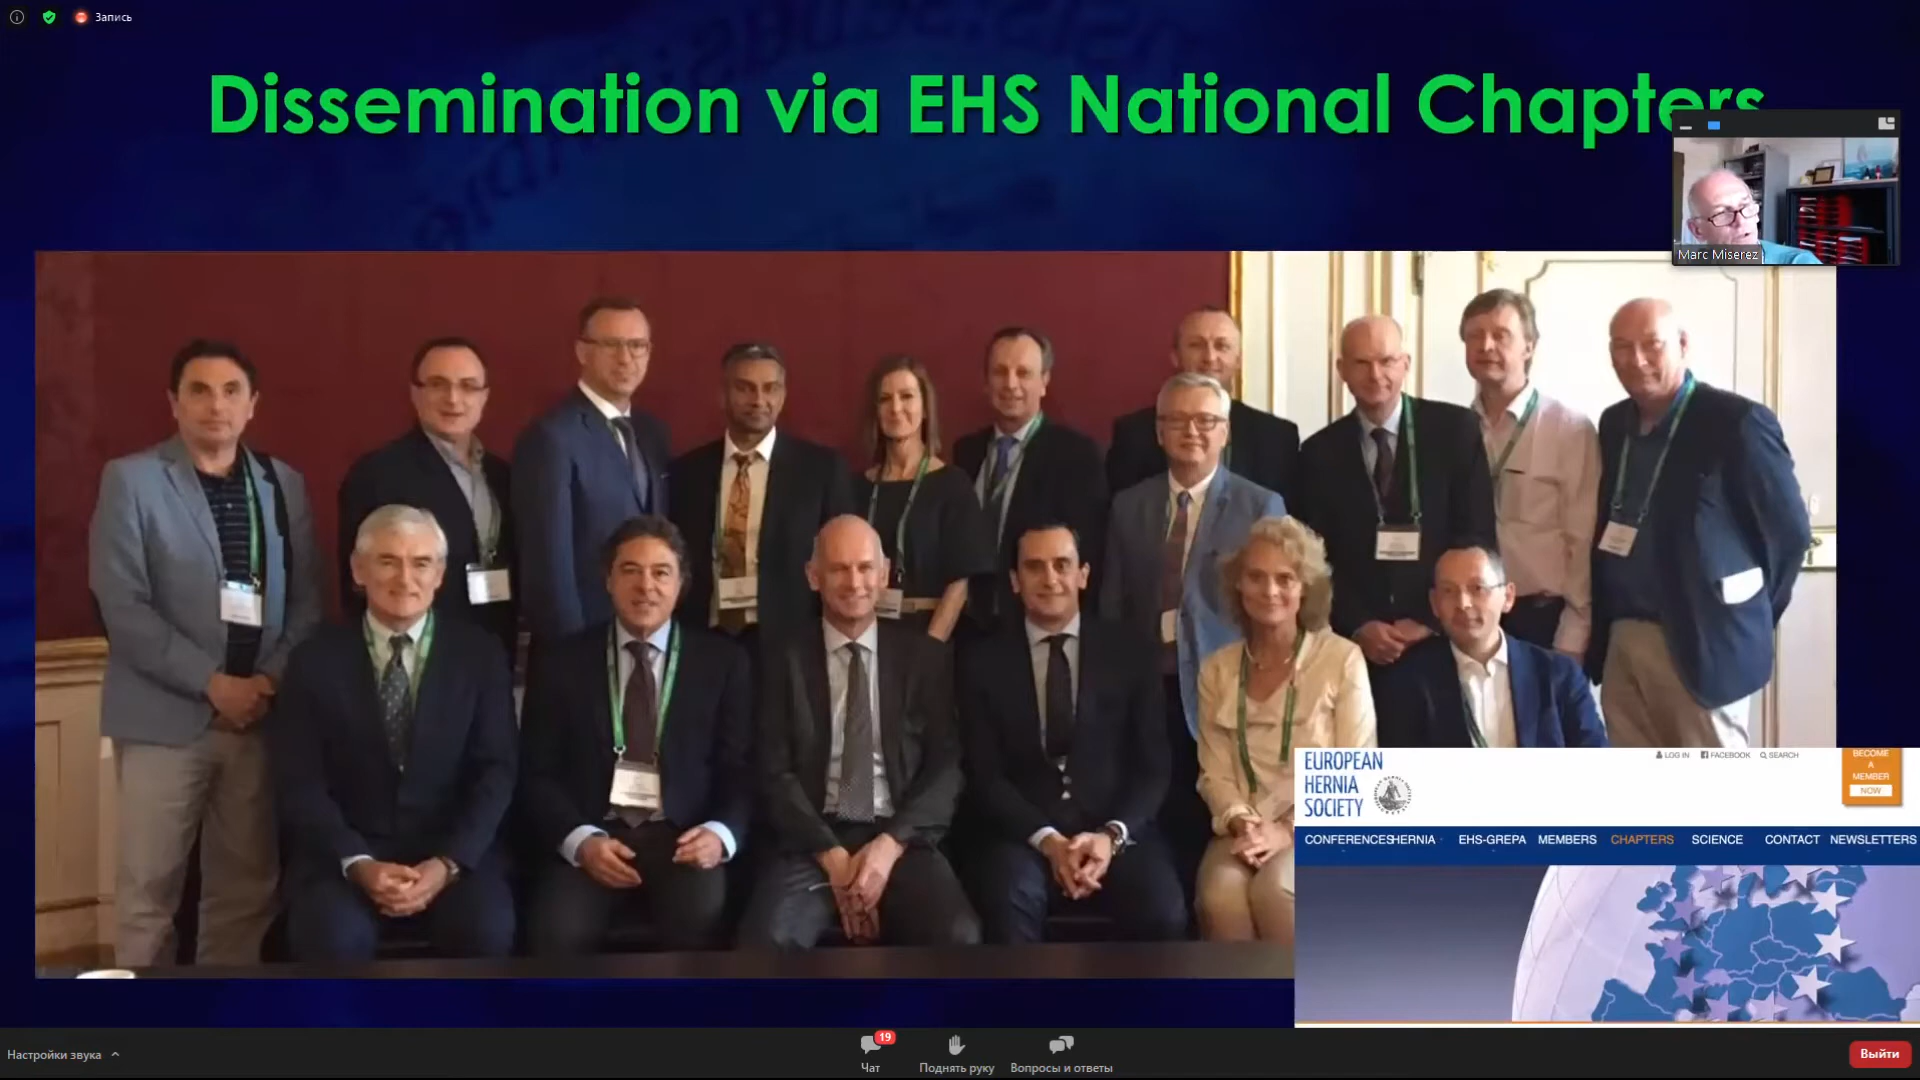 Запись
Dissemination via EHS National Chapters
Marc Miserez
EUROPEAN
HERNIA
SOCIETY
LOG IN FACEBOOK SEARCH
BECOME
A
MEMBER
NOW
CONFERENCES HERNIA EHS-GREPA MEMBERS CHAPTERS SCIENCE CONTACT NEWSLETTERS
Настройки звука
19
Чат
Поднять руку
Вопросы и ответы
Выйти